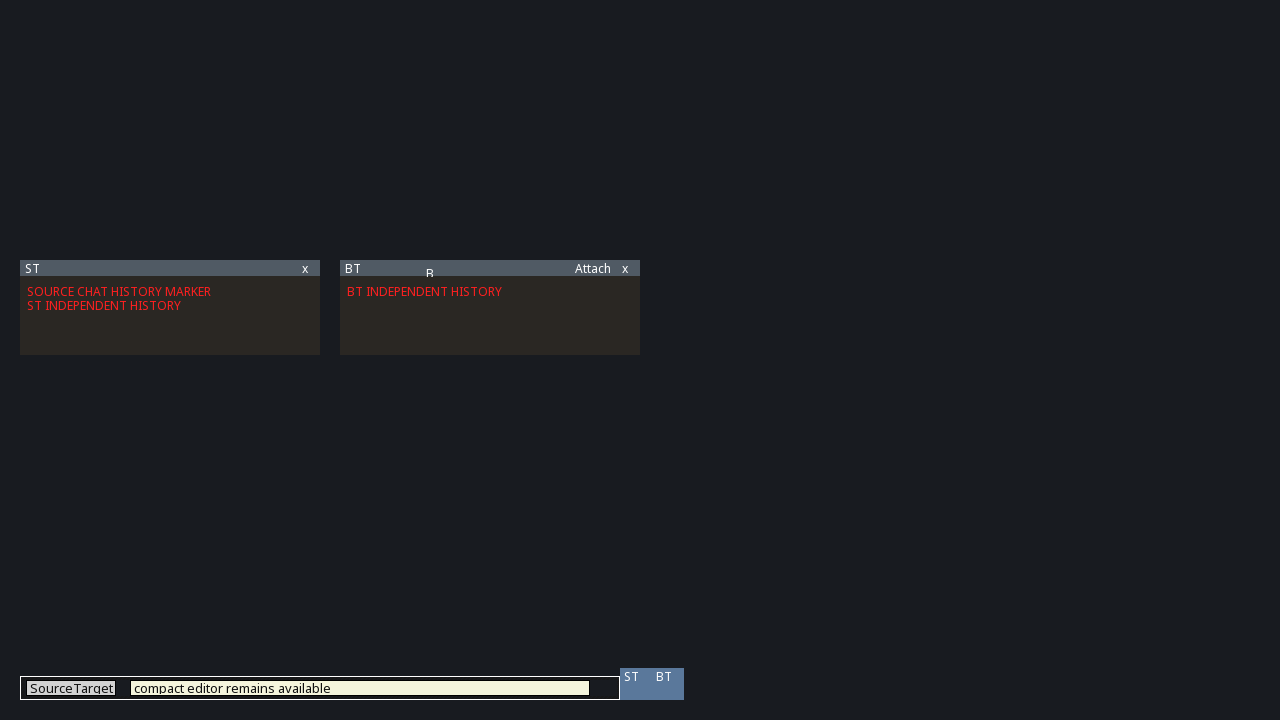 ST x
BT B Attach x
SOURCE CHAT HISTORY MARKER
ST INDEPENDENT HISTORY
BT INDEPENDENT HISTORY
SourceTarget compact editor remains available
ST BT